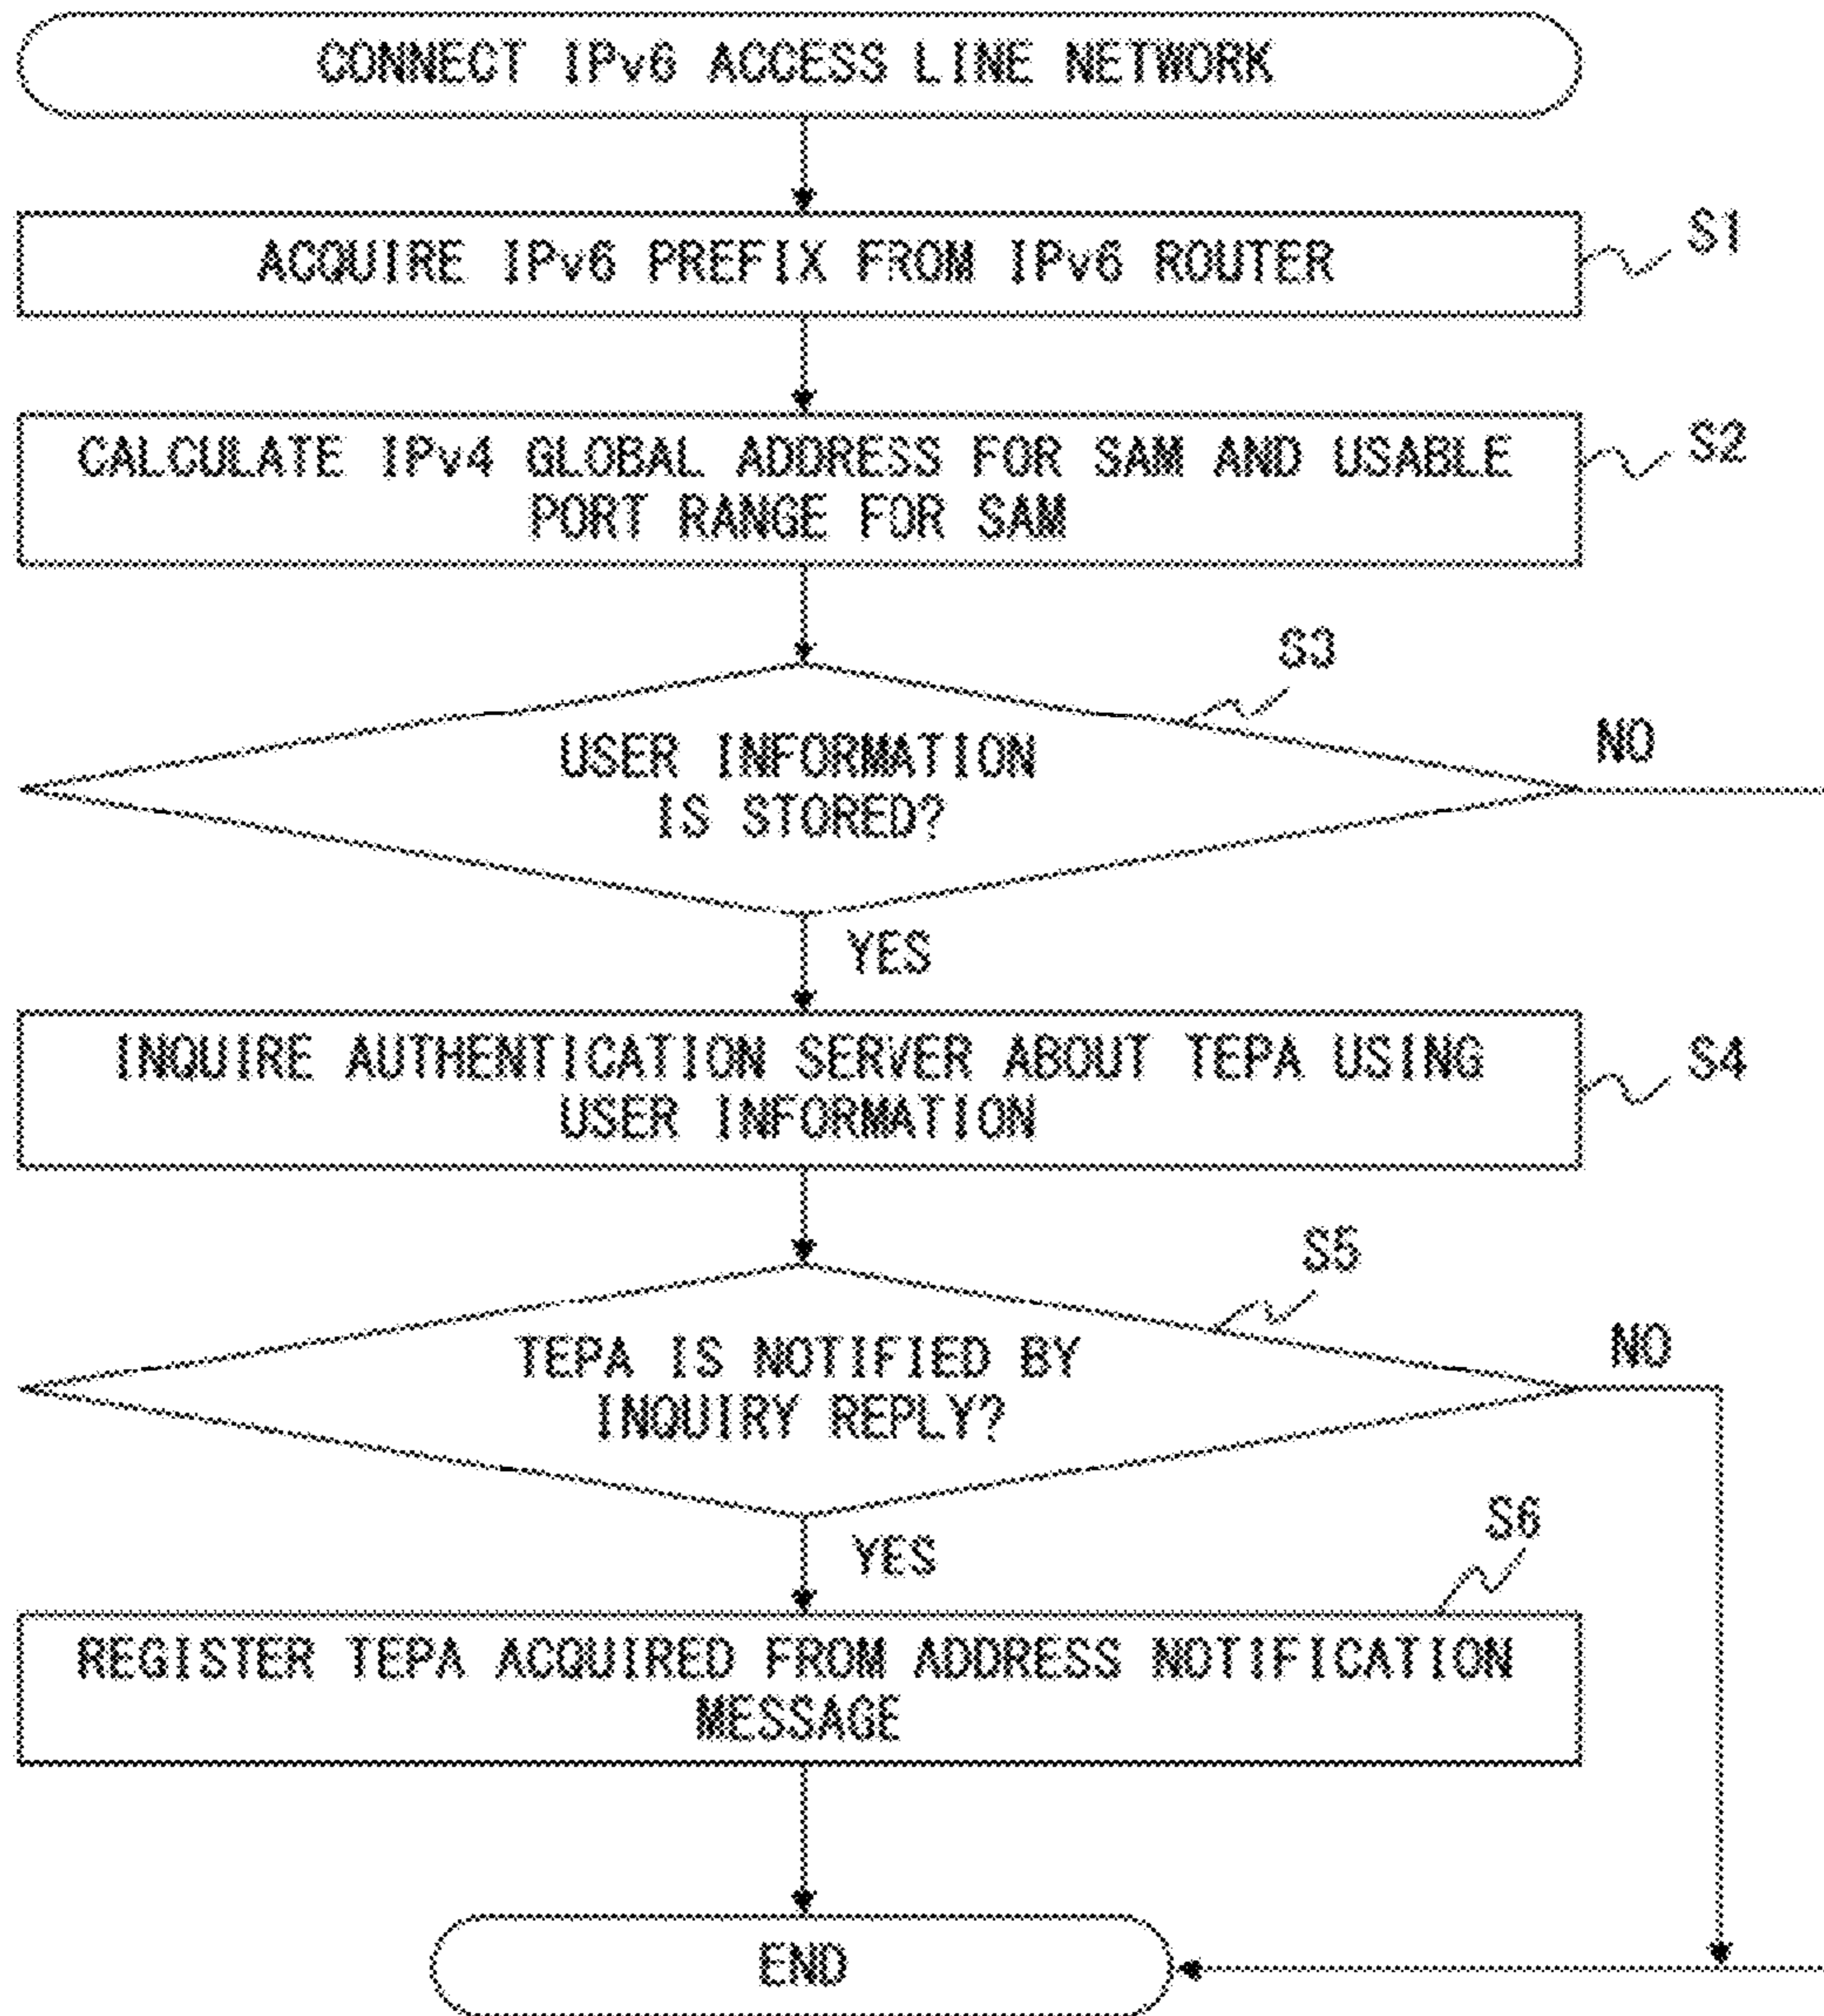 CONNECT IPv6 ACCESS LINE NETWORK
ACQUIRE IPv6 PREFIX FROM IPv6 ROUTER
S1
CALCULATE IPv4 GLOBAL ADDRESS FOR SAM AND USABLE
PORT RANGE FOR SAM
S2
S3
USER INFORMATION
IS STORED?
NO
YES
INQUIRE AUTHENTICATION SERVER ABOUT TEPA USING
USER INFORMATION
S4
S5
TEPA IS NOTIFIED BY
INQUIRY REPLY?
NO
YES
S6
REGISTER TEPA ACQUIRED FROM ADDRESS NOTIFICATION
MESSAGE
END